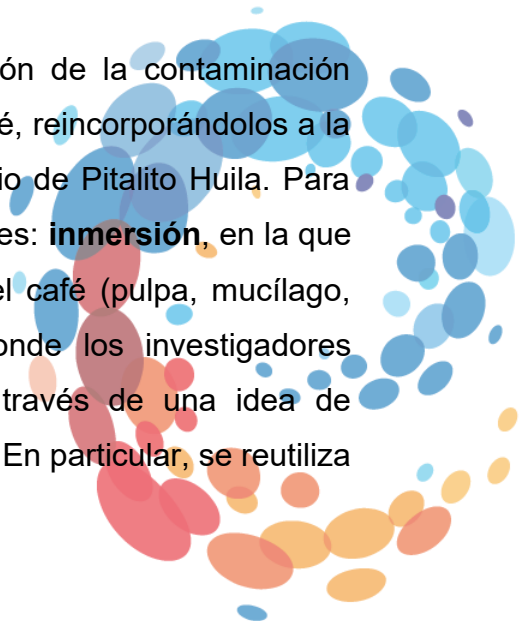 ón de la contaminación
é, reincorporándolos a la
io de Pitalito Huila. Para
es: inmersión, en la que
el café (pulpa, mucílago,
onde los investigadores
través de una idea de
En particular, se reutiliza